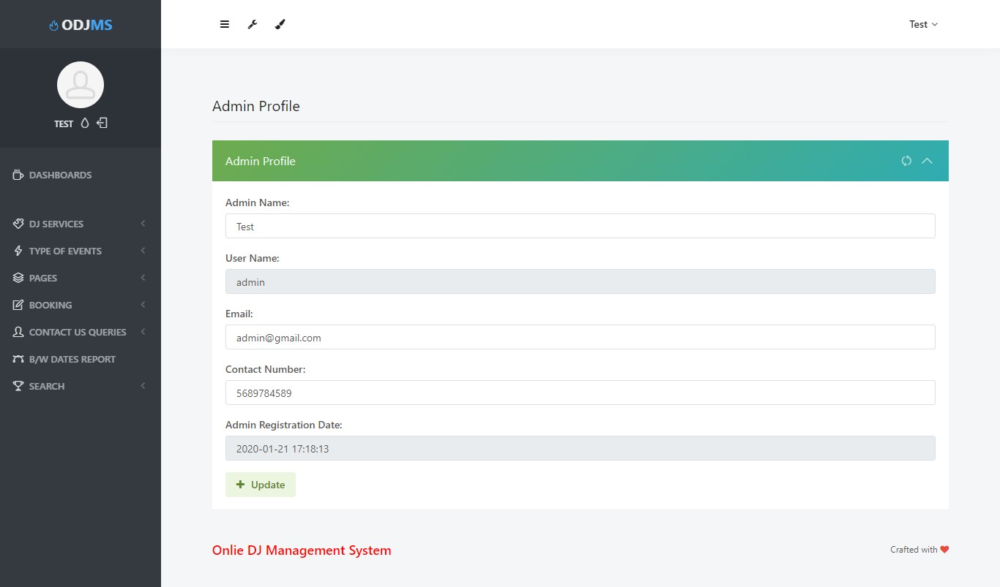 ODJMS
Test
TEST
DASHBOARDS
DJ SERVICES
TYPE OF EVENTS
PAGES
BOOKING
CONTACT US QUERIES
B/W DATES REPORT
SEARCH
Admin Profile
Admin Profile
Admin Name:
Test
User Name:
admin
Email:
admin@gmail.com
Contact Number:
5689784589
Admin Registration Date:
2020-01-21 17:18:13
Update
Onlie DJ Management System
Crafted with